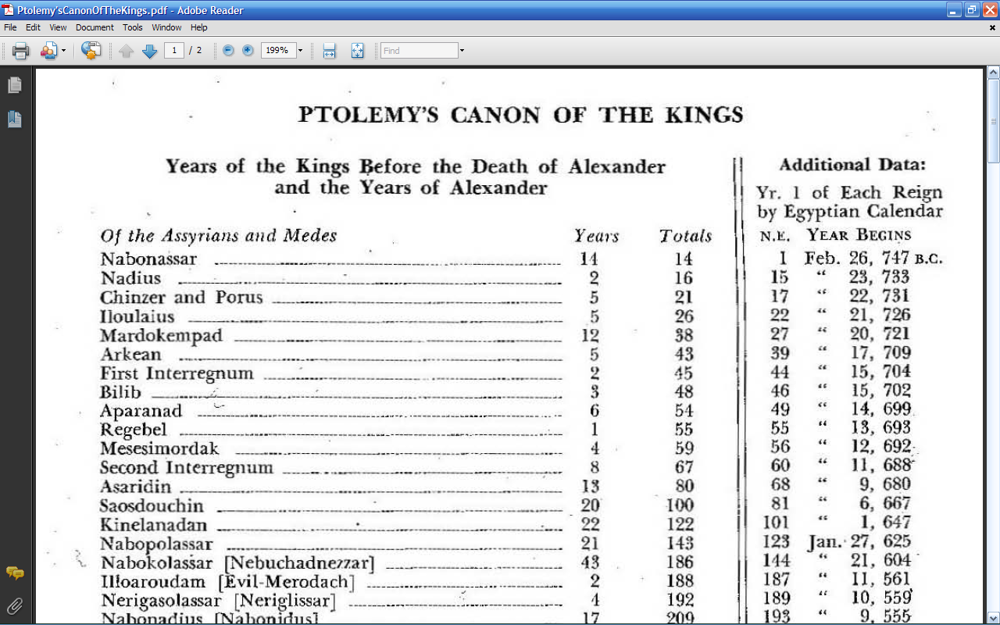 Ptolemy'sCanonOfTheKings.pdf - Adobe Reader
File Edit View Document Tools Window Help
1 / 2 199% Find
PTOLEMY'S CANON OF THE KINGS
Years of the Kings Before the Death of Alexander
and the Years of Alexander
Additional Data:
Yr. 1 of Each Reign
by Egyptian Calendar
Of the Assyrians and Medes Years Totals N.E. YEAR BEGINS
Nabonassar 14 14 1 Feb. 26, 747 B.C.
Nadius 2 16 15 “ 23, 733
Chinzer and Porus 5 21 17 “ 22, 731
Iloulaius 5 26 22 “ 21, 726
Mardokempad 12 38 27 “ 20, 721
Arkean 5 43 39 “ 17, 709
First Interregnum 2 45 44 “ 15, 704
Bilib 3 48 46 “ 15, 702
Aparanad 6 54 49 “ 14, 699
Regebel 1 55 55 “ 13, 693
Mesesimordak 4 59 56 “ 12, 692
Second Interregnum 8 67 60 “ 11, 688
Asaridin 13 80 68 “ 9, 680
Saosdouchin 20 100 81 “ 6, 667
Kinelanadan 22 122 101 “ 1, 647
Nabopolassar 21 143 123 Jan. 27, 625
Nabokolassar [Nebuchadnezzar] 43 186 144 “ 21, 604
Illoaroudam [Evil-Merodach] 2 188 187 “ 11, 561
Nerigasolassar [Neriglissar] 4 192 189 “ 10, 559
Nabonadius [Nabonidus] 17 209 193 “ 9, 555